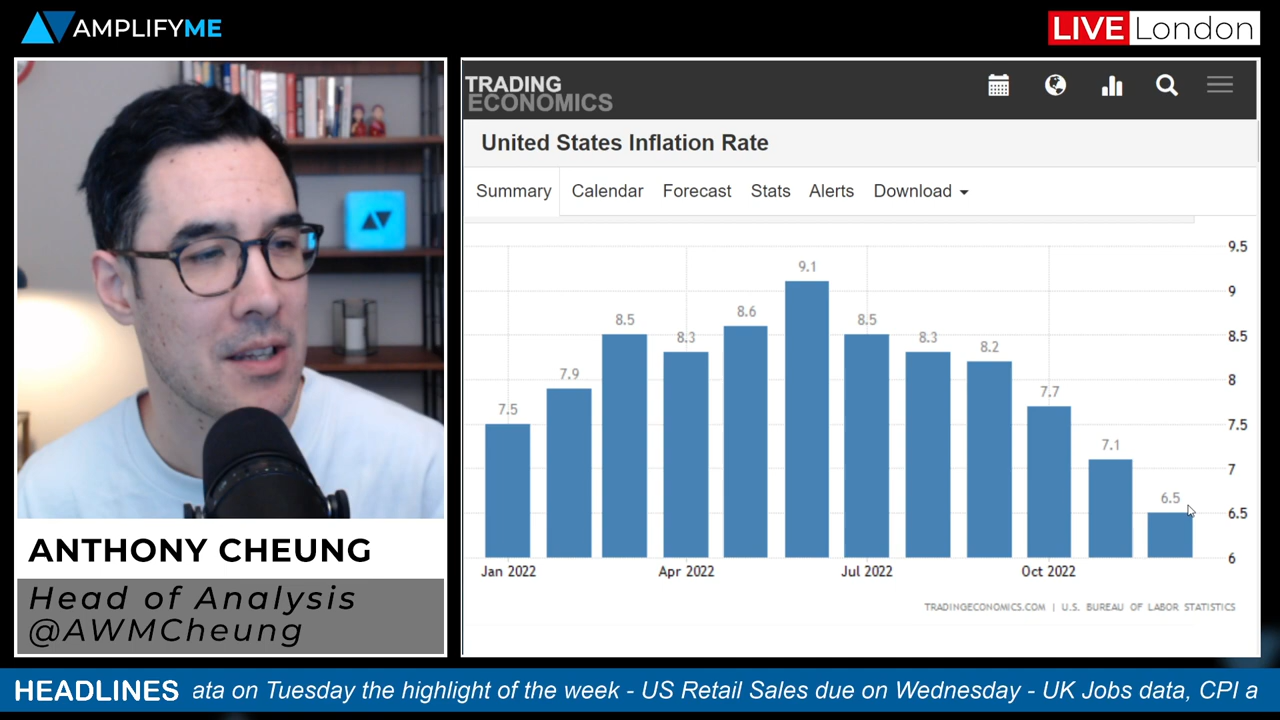 AMPLIFYME
LIVE London
TRADING
ECONOMICS
United States Inflation Rate
Summary Calendar Forecast Stats Alerts Download
9.5
9
8.5
8
7.5
7
6.5
6
7.5
7.9
8.5
8.3
8.6
9.1
8.5
8.3
8.2
7.7
7.1
6.5
Jan 2022 Apr 2022 Jul 2022 Oct 2022
TRADINGECONOMICS.COM | U.S. BUREAU OF LABOR STATISTICS
ANTHONY CHEUNG
Head of Analysis
@AWMCheung
HEADLINES ata on Tuesday the highlight of the week - US Retail Sales due on Wednesday - UK Jobs data, CPI a